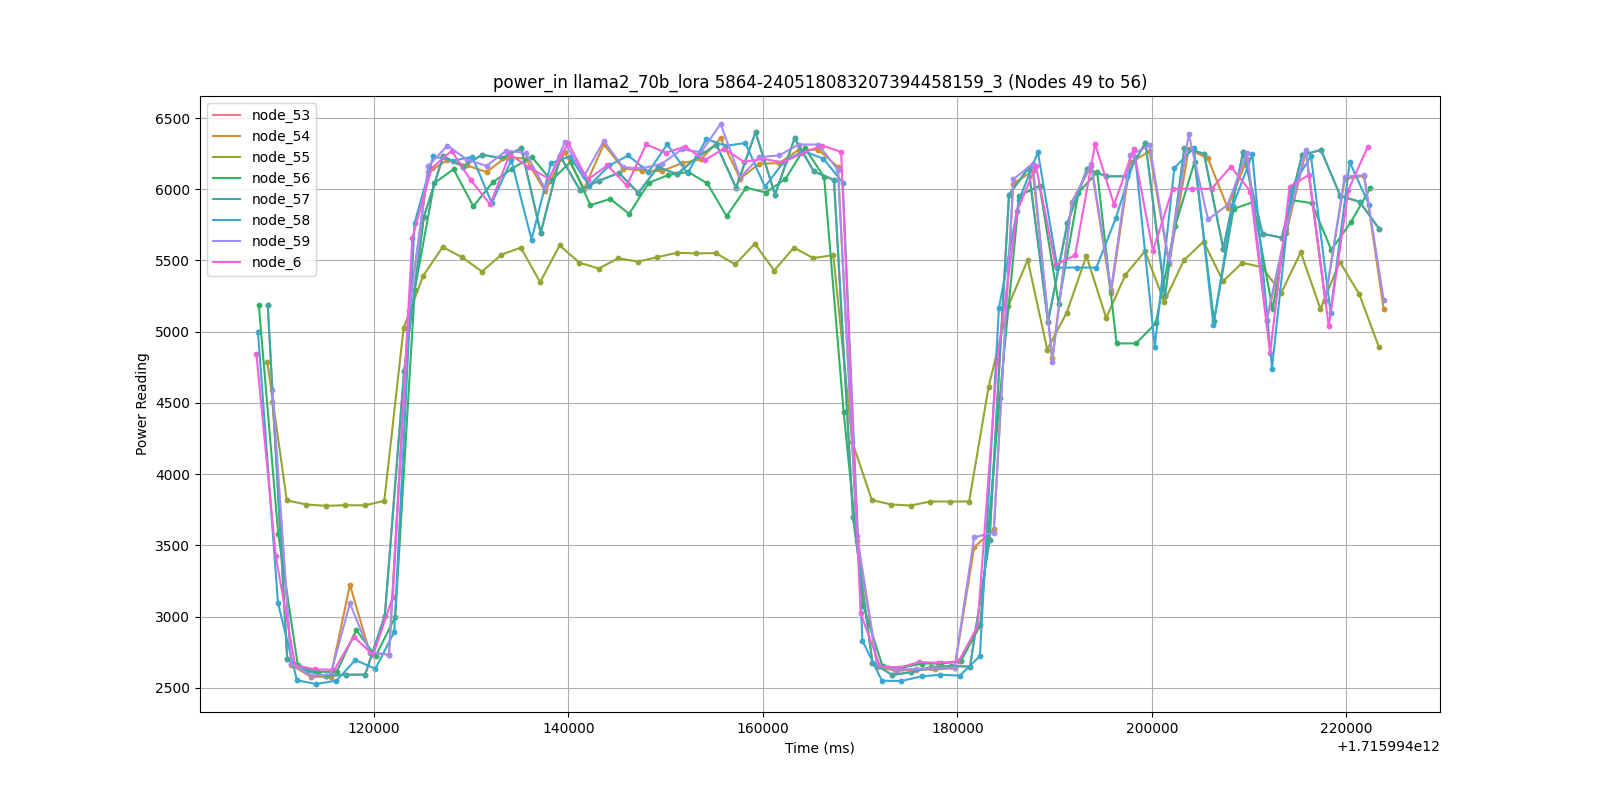 power_in llama2_70b_lora 5864-240518083207394458159_3 (Nodes 49 to 56)
6500
6000
5500
5000
4500
4000
3500
3000
2500
Power Reading
node_53
node_54
node_55
node_56
node_57
node_58
node_59
node_6
120000 140000 160000 180000 200000 220000
Time (ms)
+1.715994e12